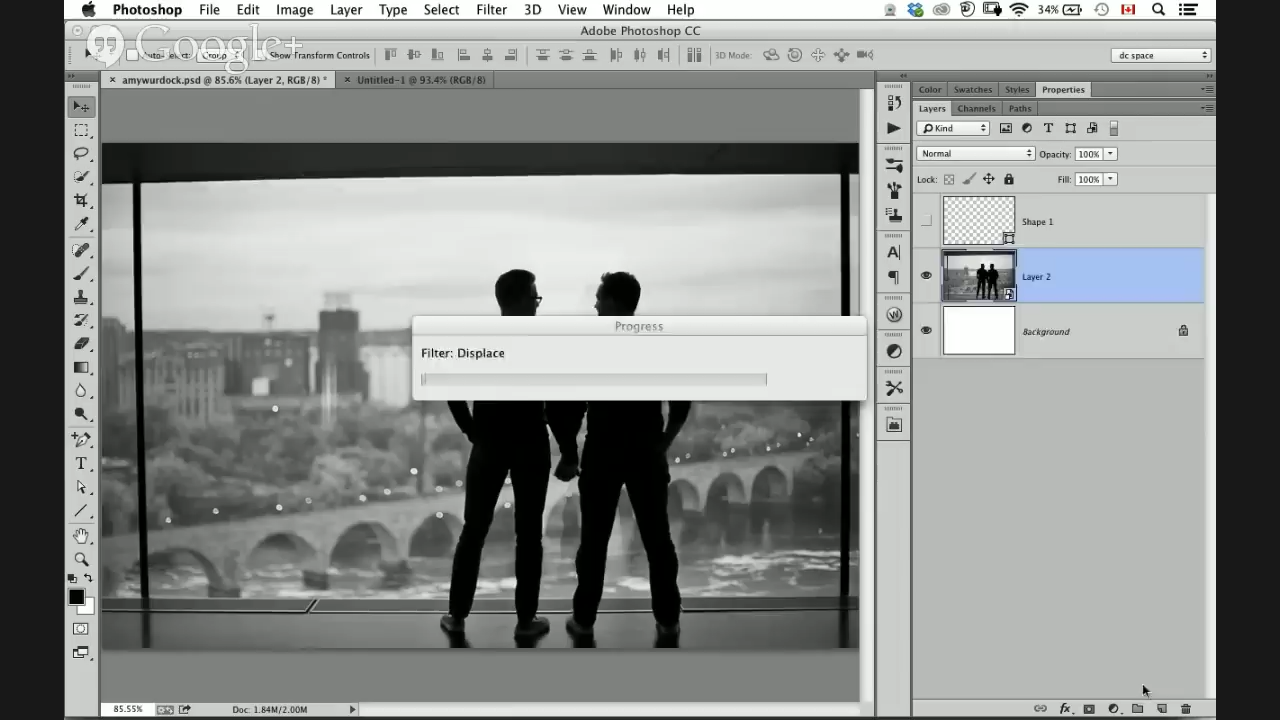 Photoshop File Edit Image Layer Type Select Filter 3D View Window Help 34%
Adobe Photoshop CC
Google+
Auto-Select: Group Show Transform Controls 3D Mode: dc space
× amywurdock.psd @ 85.6% (Layer 2, RGB/8) * × Untitled-1 @ 93.4% (RGB/8)
Color Swatches Styles Properties
Layers Channels Paths
Kind
Normal Opacity: 100%
Lock: Fill: 100%
Shape 1
Layer 2
Background
Progress
Filter: Displace
85.55% Doc: 1.84M/2.00M